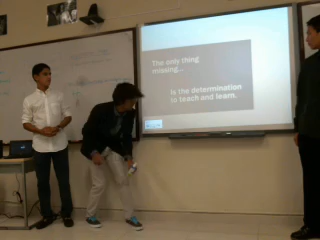 The only thing
missing...
Is the determination
to teach and learn.